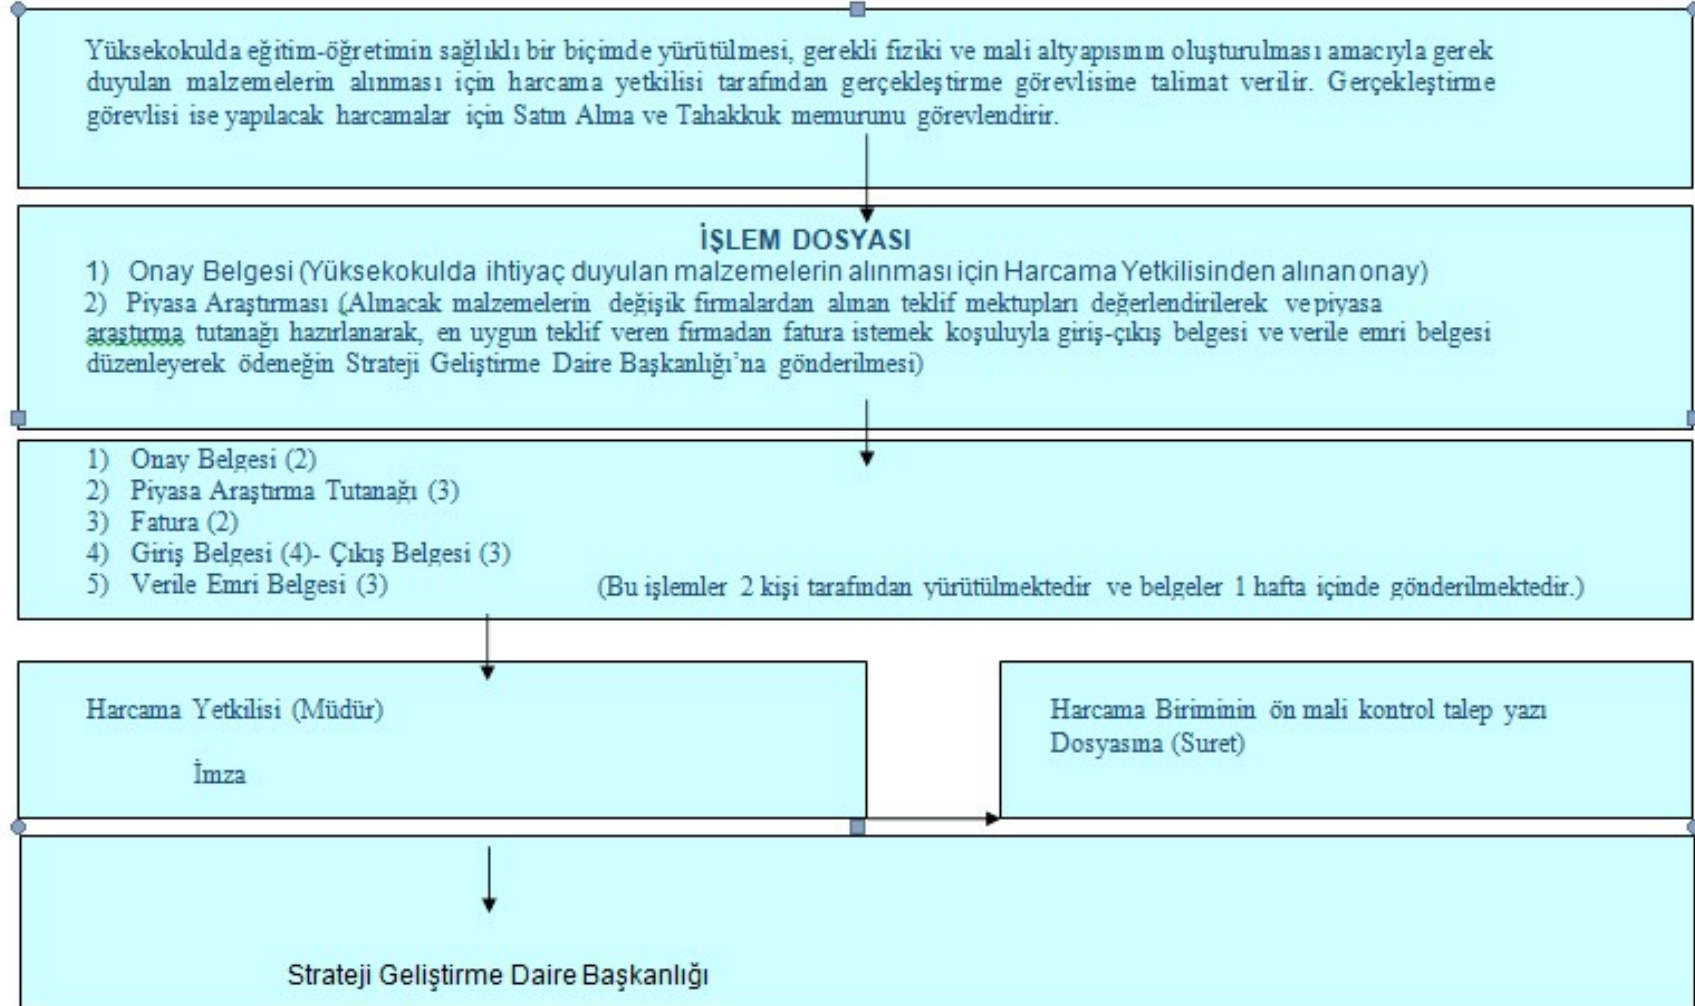 Yüksekokulda eğitim-öğretimin sağlıklı bir biçimde yürütülmesi, gerekli fiziki ve mali altyapısının oluşturulması amacıyla gerek
duyulan malzemelerin alınması için harcama yetkilisi tarafından gerçekleştirme görevlisine talimat verilir. Gerçekleştirme
görevlisi ise yapılacak harcamalar için Satın Alma ve Tahakkuk memurunu görevlendirir.
İŞLEM DOSYASI
1) Onay Belgesi (Yüksekokulda ihtiyaç duyulan malzemelerin alınması için Harcama Yetkilisinden alınan onay)
2) Piyasa Araştırması (Alınacak malzemelerin değişik firmalardan alınan teklif mektupları değerlendirilerek ve piyasa
araştırma tutanağı hazırlanarak, en uygun teklif veren firmadan fatura istemek koşuluyla giriş-çıkış belgesi ve verile emri belgesi
düzenleyerek ödeneğin Strateji Geliştirme Daire Başkanlığı’na gönderilmesi)
1) Onay Belgesi (2)
2) Piyasa Araştırma Tutanağı (3)
3) Fatura (2)
4) Giriş Belgesi (4)- Çıkış Belgesi (3)
5) Verile Emri Belgesi (3) (Bu işlemler 2 kişi tarafından yürütülmektedir ve belgeler 1 hafta içinde gönderilmektedir.)
Harcama Yetkilisi (Müdür)
İmza
Harcama Biriminin ön mali kontrol talep yazı
Dosyasına (Suret)
Strateji Geliştirme Daire Başkanlığı